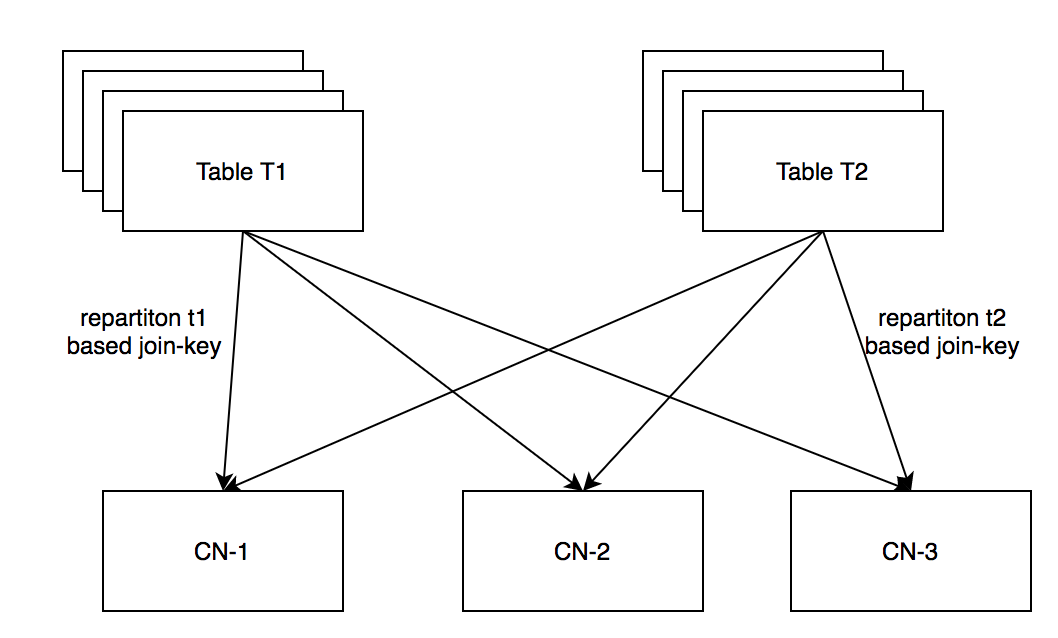 Table T1
Table T2
repartiton t1
based join-key
repartiton t2
based join-key
CN-1
CN-2
CN-3